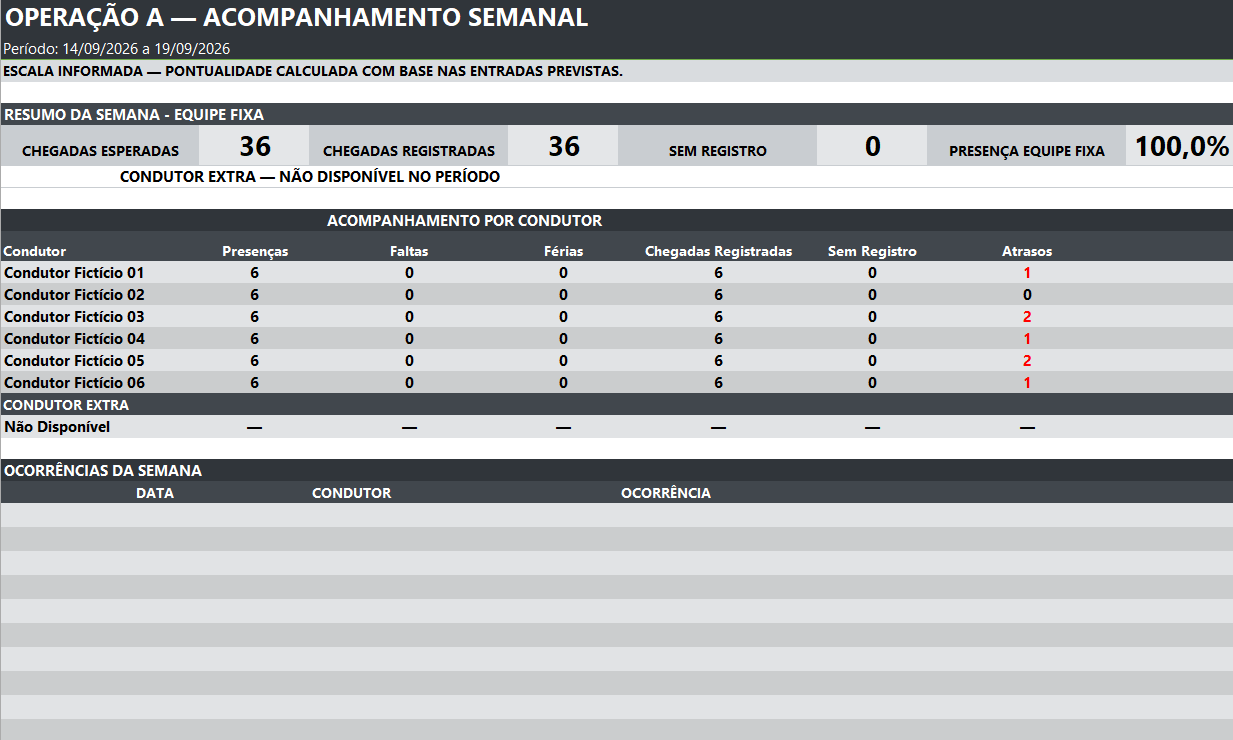 OPERAÇÃO A — ACOMPANHAMENTO SEMANAL
Período: 14/09/2026 a 19/09/2026
ESCALA INFORMADA — PONTUALIDADE CALCULADA COM BASE NAS ENTRADAS PREVISTAS.
RESUMO DA SEMANA - EQUIPE FIXA
CHEGADAS ESPERADAS 36 CHEGADAS REGISTRADAS 36 SEM REGISTRO 0 PRESENÇA EQUIPE FIXA 100,0%
CONDUTOR EXTRA — NÃO DISPONÍVEL NO PERÍODO
ACOMPANHAMENTO POR CONDUTOR
Condutor Presenças Faltas Férias Chegadas Registradas Sem Registro Atrasos
Condutor Fictício 01 6 0 0 6 0 1
Condutor Fictício 02 6 0 0 6 0 0
Condutor Fictício 03 6 0 0 6 0 2
Condutor Fictício 04 6 0 0 6 0 1
Condutor Fictício 05 6 0 0 6 0 2
Condutor Fictício 06 6 0 0 6 0 1
CONDUTOR EXTRA
Não Disponível — — — — — —
OCORRÊNCIAS DA SEMANA
DATA CONDUTOR OCORRÊNCIA